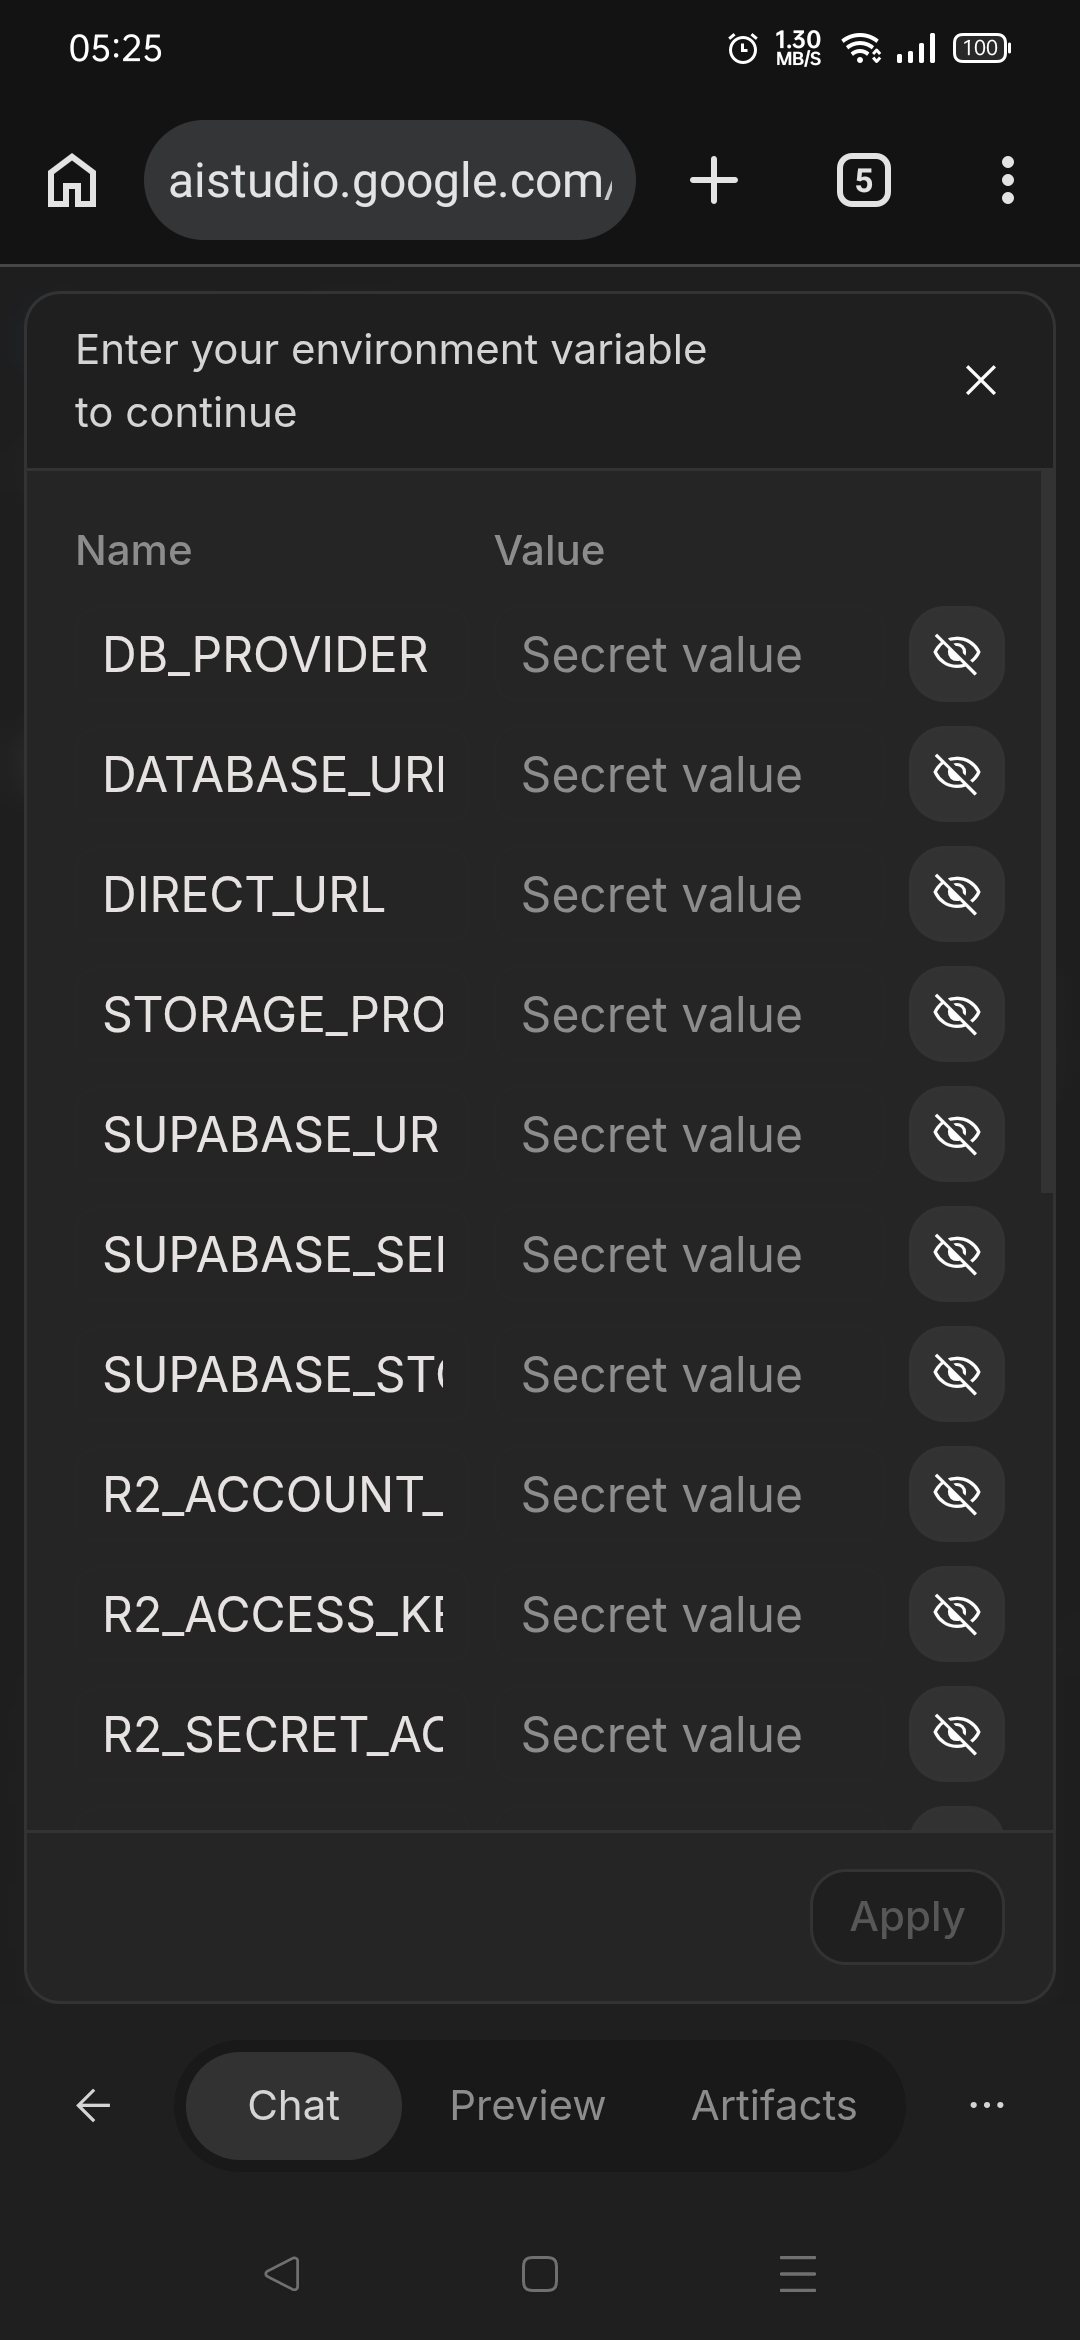 05:25
1.30
MB/S
100
aistudio.google.com/
5
Enter your environment variable
to continue
Name Value
DB_PROVIDER Secret value
DATABASE_URL Secret value
DIRECT_URL Secret value
STORAGE_PRO Secret value
SUPABASE_UR Secret value
SUPABASE_SE Secret value
SUPABASE_ST Secret value
R2_ACCOUNT_ Secret value
R2_ACCESS_KE Secret value
R2_SECRET_AC Secret value
Apply
Chat Preview Artifacts